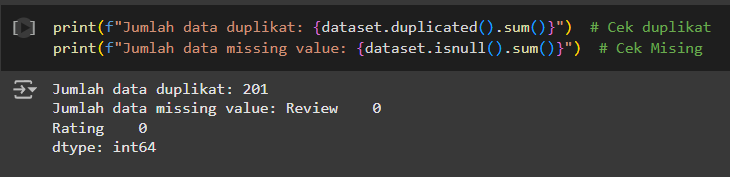 print(f"Jumlah data duplikat: {dataset.duplicated().sum()}")  # Cek duplikat
print(f"Jumlah data missing value: {dataset.isnull().sum()}")  # Cek Mising
Jumlah data duplikat: 201
Jumlah data missing value: Review    0
Rating    0
dtype: int64